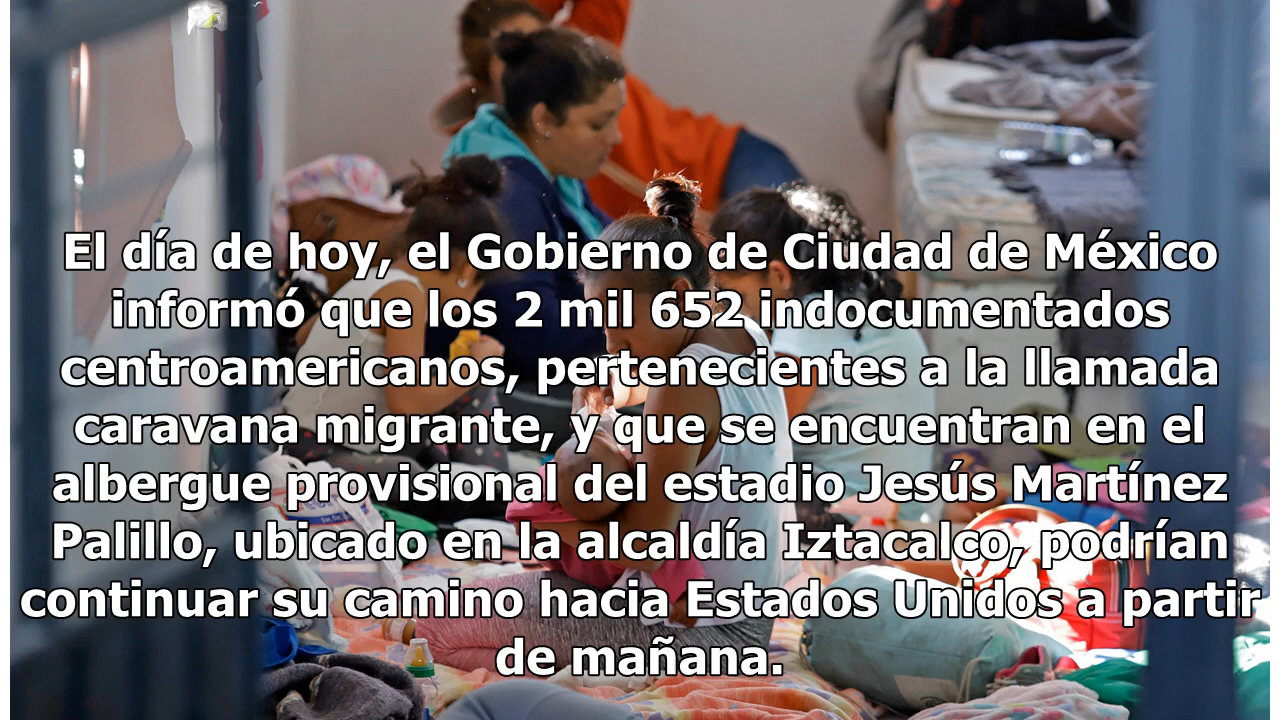 El día de hoy, el Gobierno de Ciudad de México
informó que los 2 mil 652 indocumentados
centroamericanos, pertenecientes a la llamada
caravana migrante, y que se encuentran en el
albergue provisional del estadio Jesús Martínez
Palillo, ubicado en la alcaldía Iztacalco, podrían
continuar su camino hacia Estados Unidos a partir
de mañana.